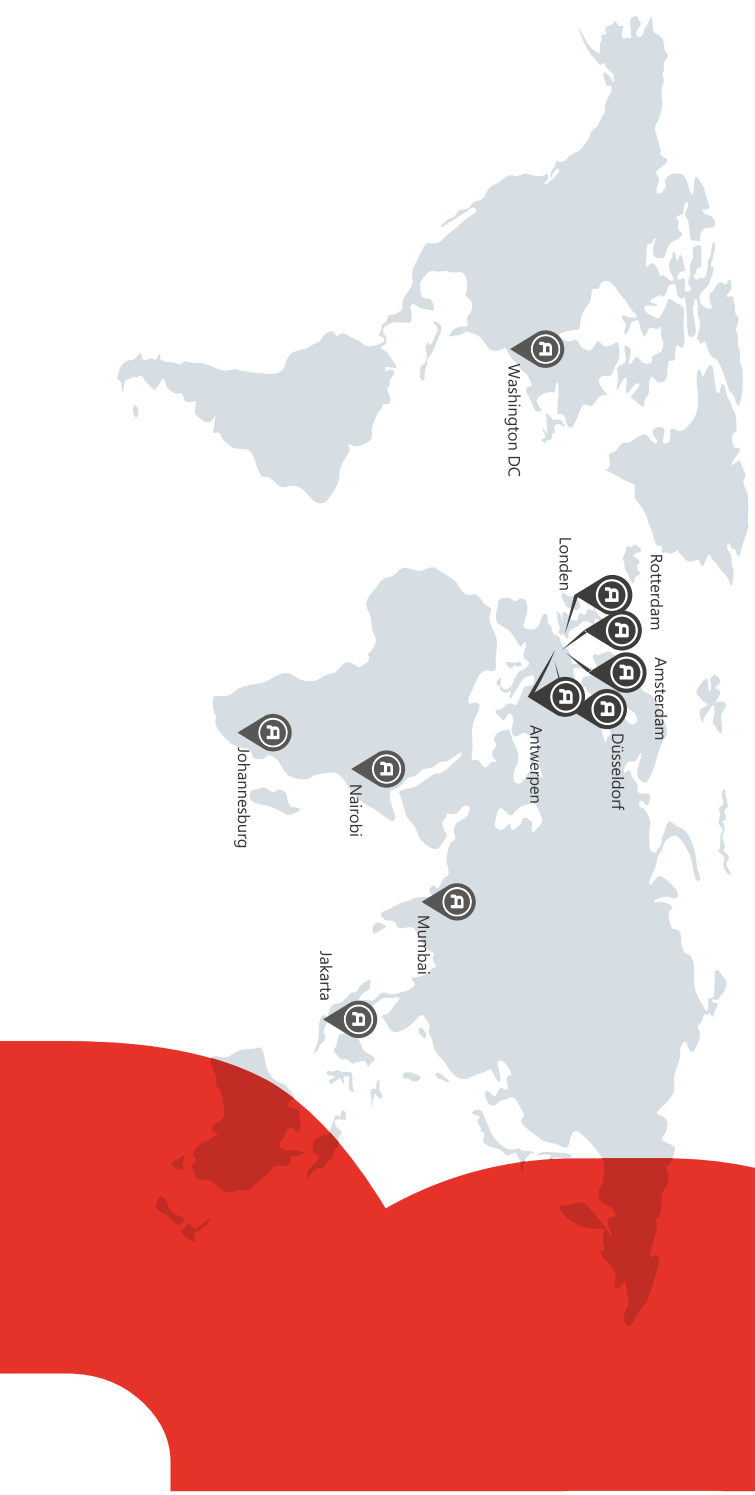 Rotterdam
Amsterdam
Londen
Düsseldorf
Antwerpen
Washington DC
Mumbai
Nairobi
Jakarta
Johannesburg